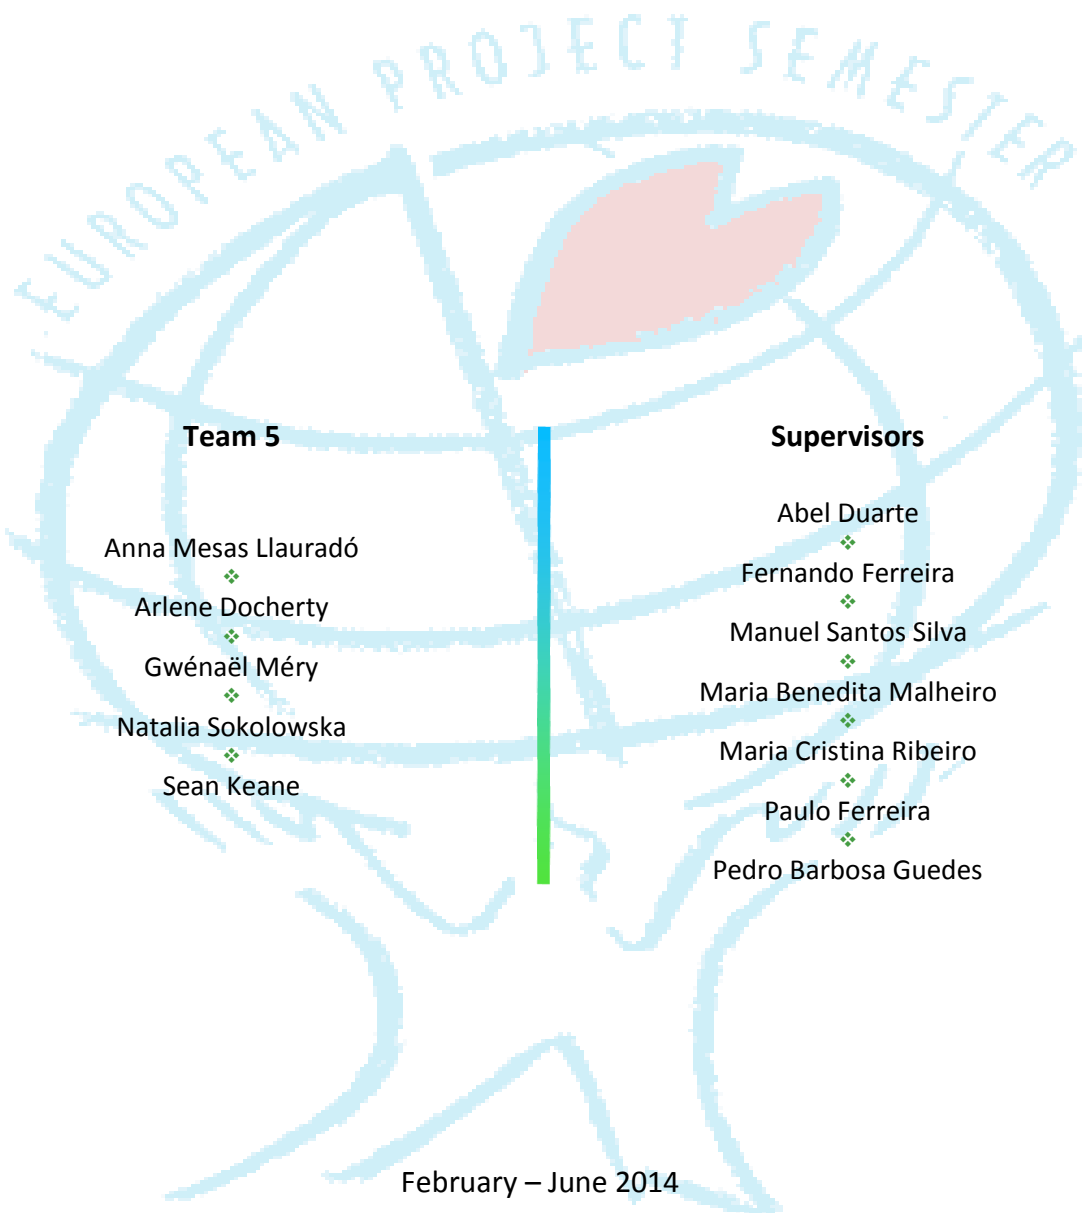 EUROPEAN PROJECT SEMESTER
Team 5
Anna Mesas Llauradó
Arlene Docherty
Gwénaël Méry
Natalia Sokolowska
Sean Keane
Supervisors
Abel Duarte
Fernando Ferreira
Manuel Santos Silva
Maria Benedita Malheiro
Maria Cristina Ribeiro
Paulo Ferreira
Pedro Barbosa Guedes
February – June 2014